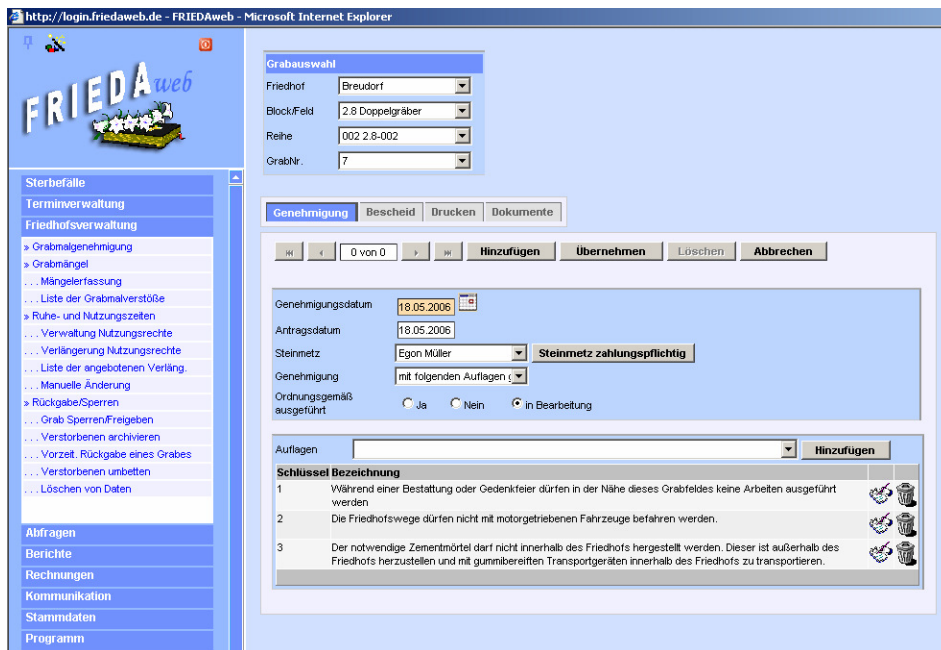 http://login.friedaweb.de - FRIEDAweb - Microsoft Internet Explorer
FRIEDAweb
Sterbefälle
Terminverwaltung
Friedhofsverwaltung
» Grabmalgenehmigung
» Grabmängel
. . . Mängelerfassung
. . . Liste der Grabmalverstöße
» Ruhe- und Nutzungszeiten
. . . Verwaltung Nutzungsrechte
. . . Verlängerung Nutzungsrechte
. . . Liste der angebotenen Verläng.
. . . Manuelle Änderung
» Rückgabe/Sperren
. . . Grab Sperren/Freigeben
. . . Verstorbenen archivieren
. . . Vorzeit. Rückgabe eines Grabes
. . . Verstorbenen umbetten
. . . Löschen von Daten
Abfragen
Berichte
Rechnungen
Kommunikation
Stammdaten
Programm
Grabauswahl
Friedhof Breudorf
Block/Feld 2.8 Doppelgräber
Reihe 002 2.8-002
GrabNr. 7
Genehmigung Bescheid Drucken Dokumente
0 von 0 Hinzufügen Übernehmen Löschen Abbrechen
Genehmigungsdatum 18.05.2006
Antragsdatum 18.05.2006
Steinmetz Egon Müller Steinmetz zahlungspflichtig
Genehmigung mit folgenden Auflagen
Ordnungsgemäß
ausgeführt Ja Nein in Bearbeitung
Auflagen Hinzufügen
Schlüssel Bezeichnung
1 Während einer Bestattung oder Gedenkfeier dürfen in der Nähe dieses Grabfeldes keine Arbeiten ausgeführt
werden
2 Die Friedhofswege dürfen nicht mit motorgetriebenen Fahrzeuge befahren werden.
3 Der notwendige Zementmörtel darf nicht innerhalb des Friedhofs hergestellt werden. Dieser ist außerhalb des
Friedhofs herzustellen und mit gummibereiften Transportgeräten innerhalb des Friedhofs zu transportieren.